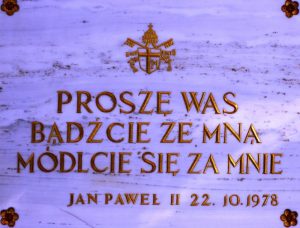 PROSZĘ WAS
BĄDŹCIE ZE MNĄ
MÓDLCIE SIĘ ZA MNIE
JAN PAWEŁ II 22.10.1978